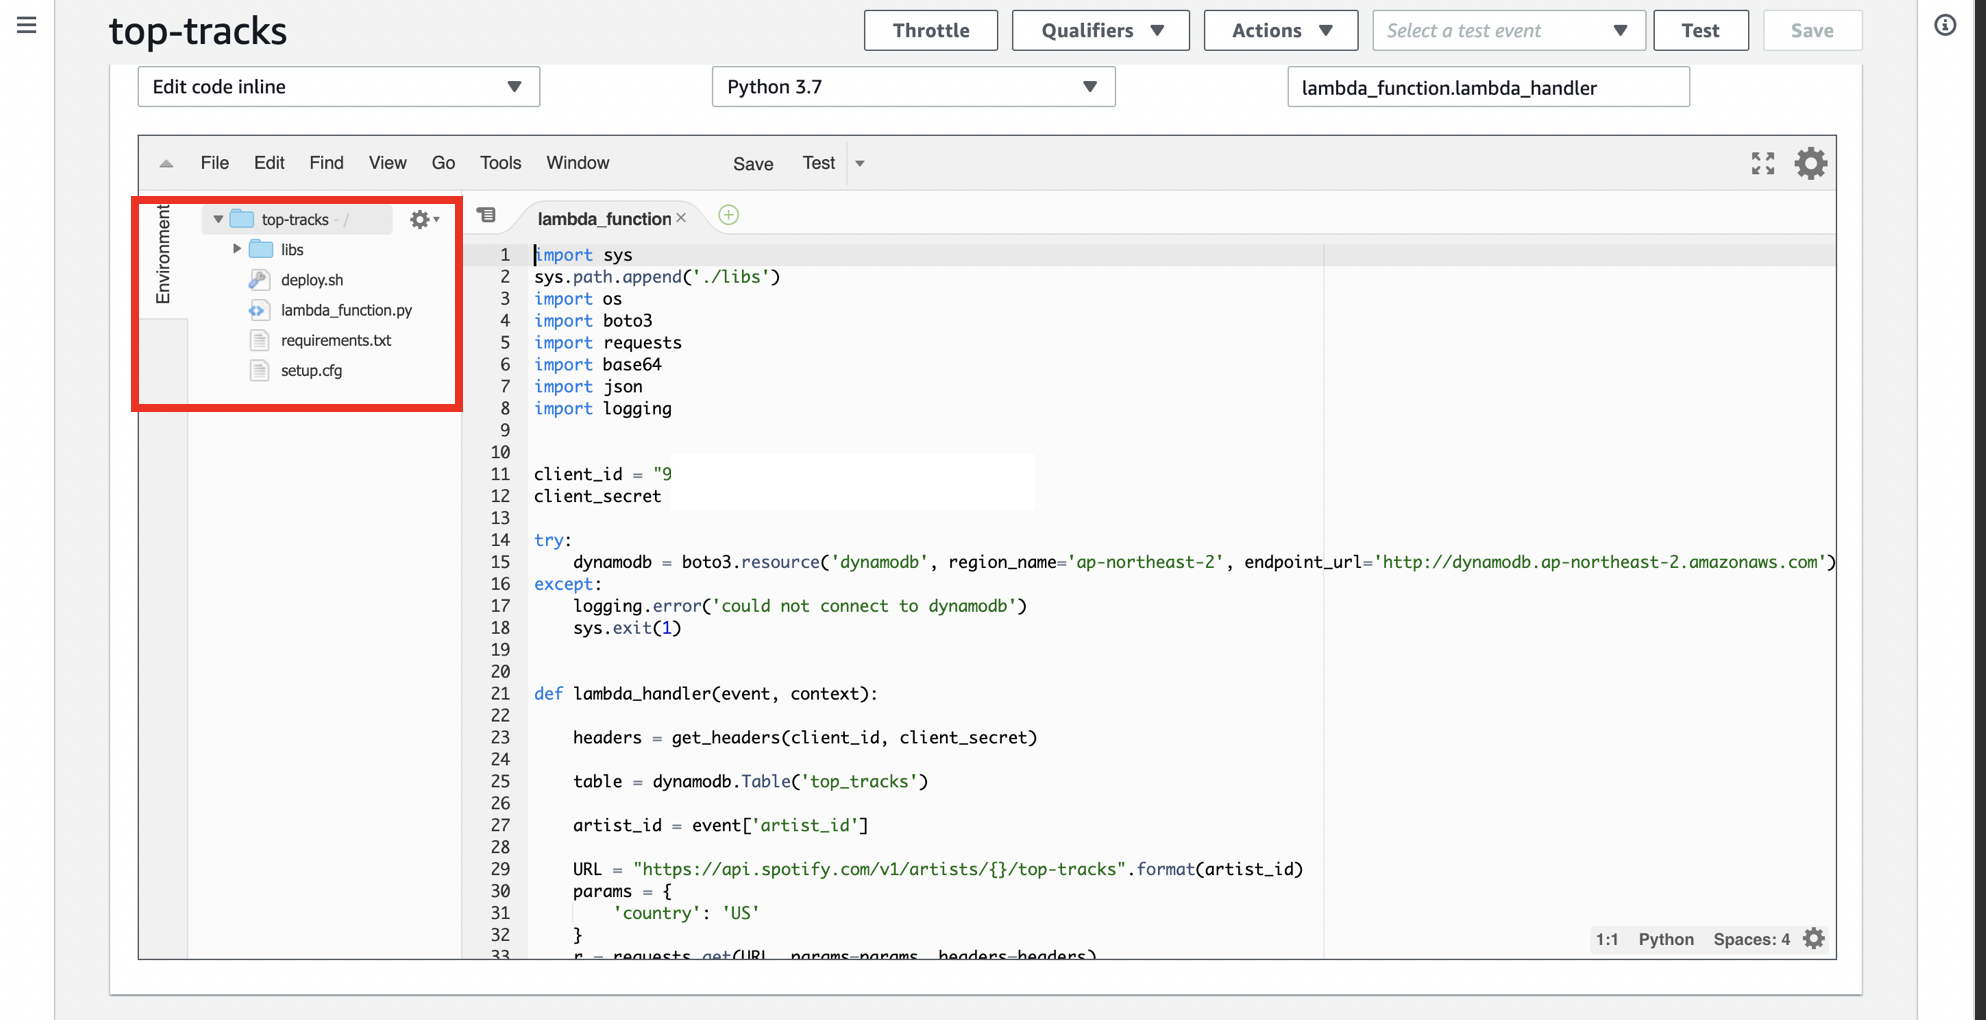 top-tracks
Throttle
Qualifiers
Actions
Select a test event
Test
Save
Edit code inline
Python 3.7
lambda_function.lambda_handler
File Edit Find View Go Tools Window Save Test
Environment
top-tracks - /
libs
deploy.sh
lambda_function.py
requirements.txt
setup.cfg
lambda_function
1 import sys
2 sys.path.append('./libs')
3 import os
4 import boto3
5 import requests
6 import base64
7 import json
8 import logging
9
10
11 client_id = "9
12 client_secret
13
14 try:
15 dynamodb = boto3.resource('dynamodb', region_name='ap-northeast-2', endpoint_url='http://dynamodb.ap-northeast-2.amazonaws.com')
16 except:
17 logging.error('could not connect to dynamodb')
18 sys.exit(1)
19
20
21 def lambda_handler(event, context):
22
23 headers = get_headers(client_id, client_secret)
24
25 table = dynamodb.Table('top_tracks')
26
27 artist_id = event['artist_id']
28
29 URL = "https://api.spotify.com/v1/artists/{}/top-tracks".format(artist_id)
30 params = {
31 'country': 'US'
32 }
33 r = requests.get(URL, params=params, headers=headers)
1:1 Python Spaces: 4